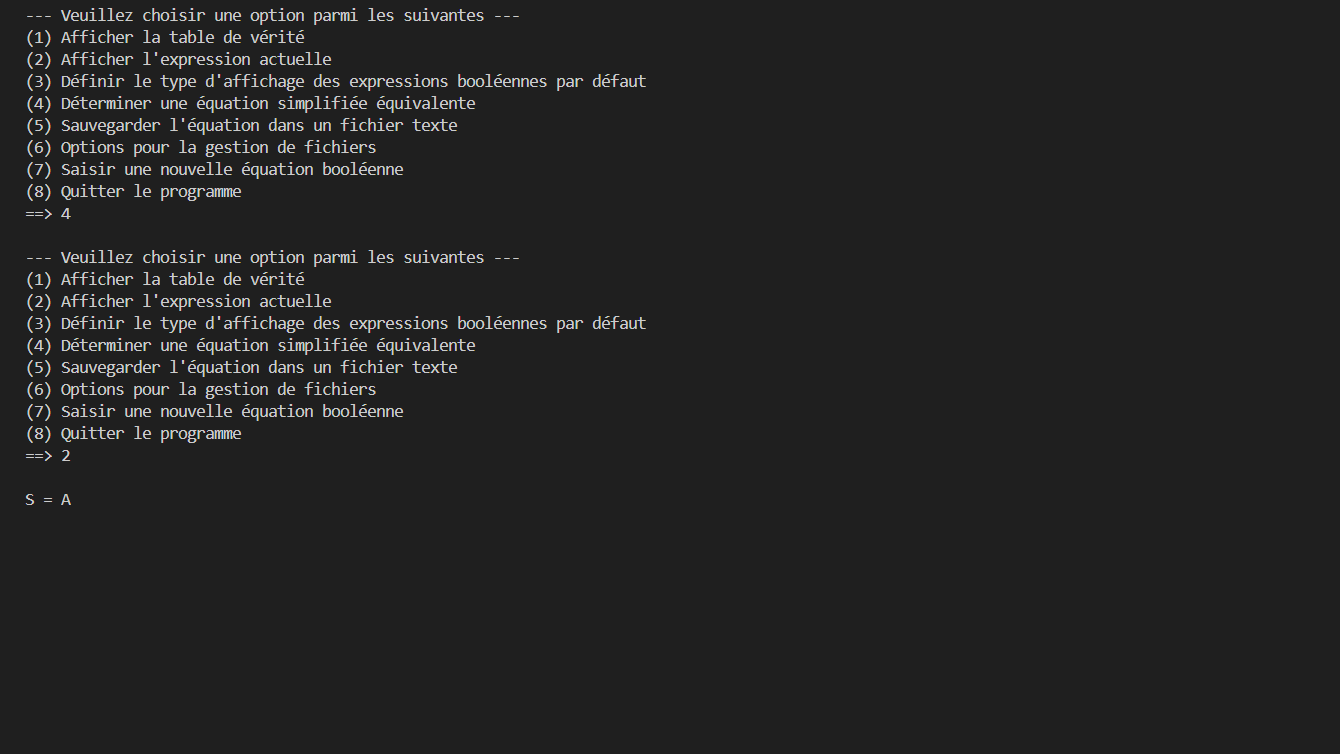 --- Veuillez choisir une option parmi les suivantes ---
(1) Afficher la table de vérité
(2) Afficher l'expression actuelle
(3) Définir le type d'affichage des expressions booléennes par défaut
(4) Déterminer une équation simplifiée équivalente
(5) Sauvegarder l'équation dans un fichier texte
(6) Options pour la gestion de fichiers
(7) Saisir une nouvelle équation booléenne
(8) Quitter le programme
==> 4
--- Veuillez choisir une option parmi les suivantes ---
(1) Afficher la table de vérité
(2) Afficher l'expression actuelle
(3) Définir le type d'affichage des expressions booléennes par défaut
(4) Déterminer une équation simplifiée équivalente
(5) Sauvegarder l'équation dans un fichier texte
(6) Options pour la gestion de fichiers
(7) Saisir une nouvelle équation booléenne
(8) Quitter le programme
==> 2
S = A